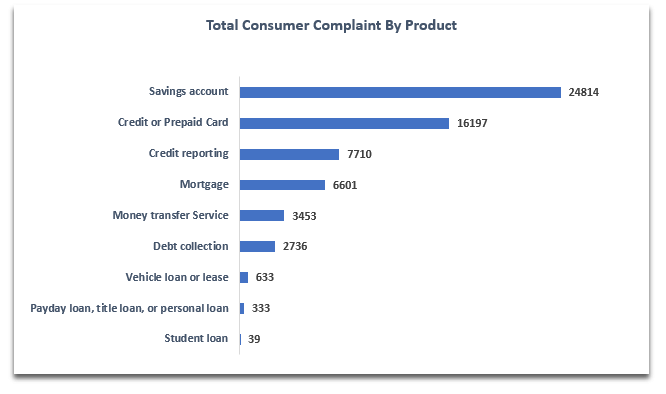 Total Consumer Complaint By Product
Savings account 24814
Credit or Prepaid Card 16197
Credit reporting 7710
Mortgage 6601
Money transfer Service 3453
Debt collection 2736
Vehicle loan or lease 633
Payday loan, title loan, or personal loan 333
Student loan 39